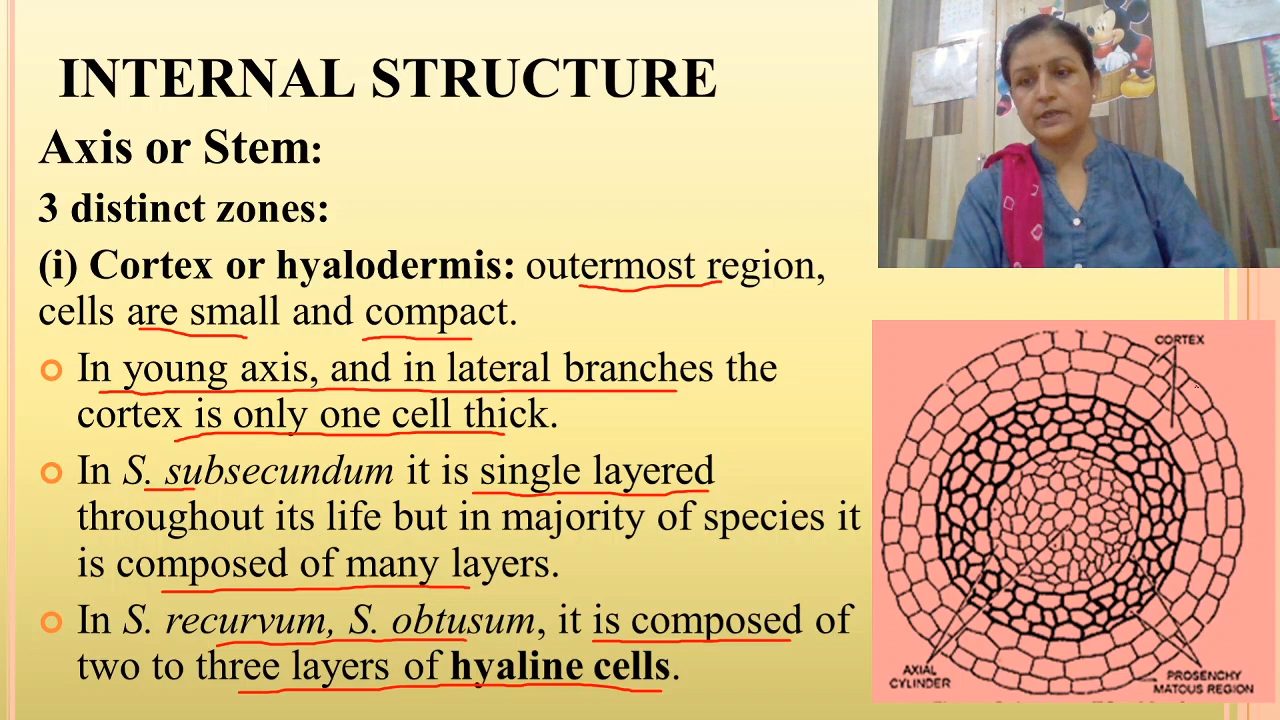 INTERNAL STRUCTURE
Axis or Stem:
3 distinct zones:
(i) Cortex or hyalodermis: outermost region,
cells are small and compact.
In young axis, and in lateral branches the
cortex is only one cell thick.
In S. subsecundum it is single layered
throughout its life but in majority of species it
is composed of many layers.
In S. recurvum, S. obtusum, it is composed of
two to three layers of hyaline cells.
CORTEX
AXIAL
CYLINDER
PROSENCHY
MATOUS REGION